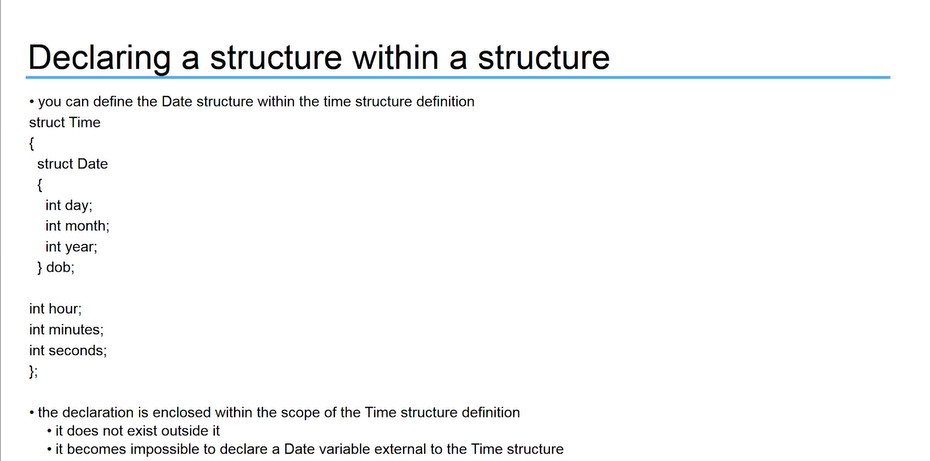 Declaring a structure within a structure
• you can define the Date structure within the time structure definition
struct Time
{
struct Date
{
int day;
int month;
int year;
} dob;
int hour;
int minutes;
int seconds;
};
• the declaration is enclosed within the scope of the Time structure definition
• it does not exist outside it
• it becomes impossible to declare a Date variable external to the Time structure